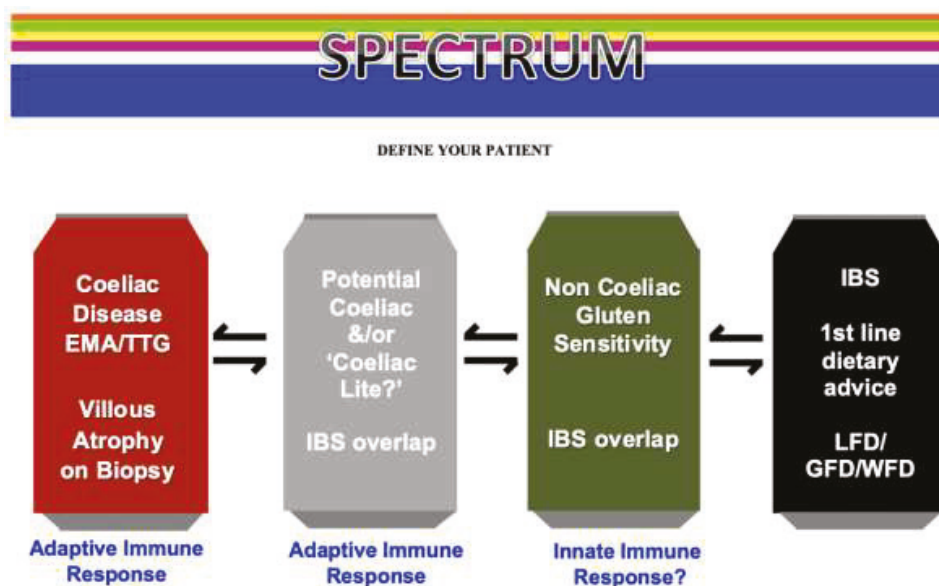 SPECTRUM
DEFINE YOUR PATIENT
Coeliac
Disease
EMA/TTG
Villous
Atrophy
on Biopsy
Adaptive Immune
Response
Potential
Coeliac
&/or
‘Coeliac
Lite?’
IBS overlap
Adaptive Immune
Response
Non Coeliac
Gluten
Sensitivity
IBS overlap
Innate Immune
Response?
IBS
1st line
dietary
advice
LFD/
GFD/WFD